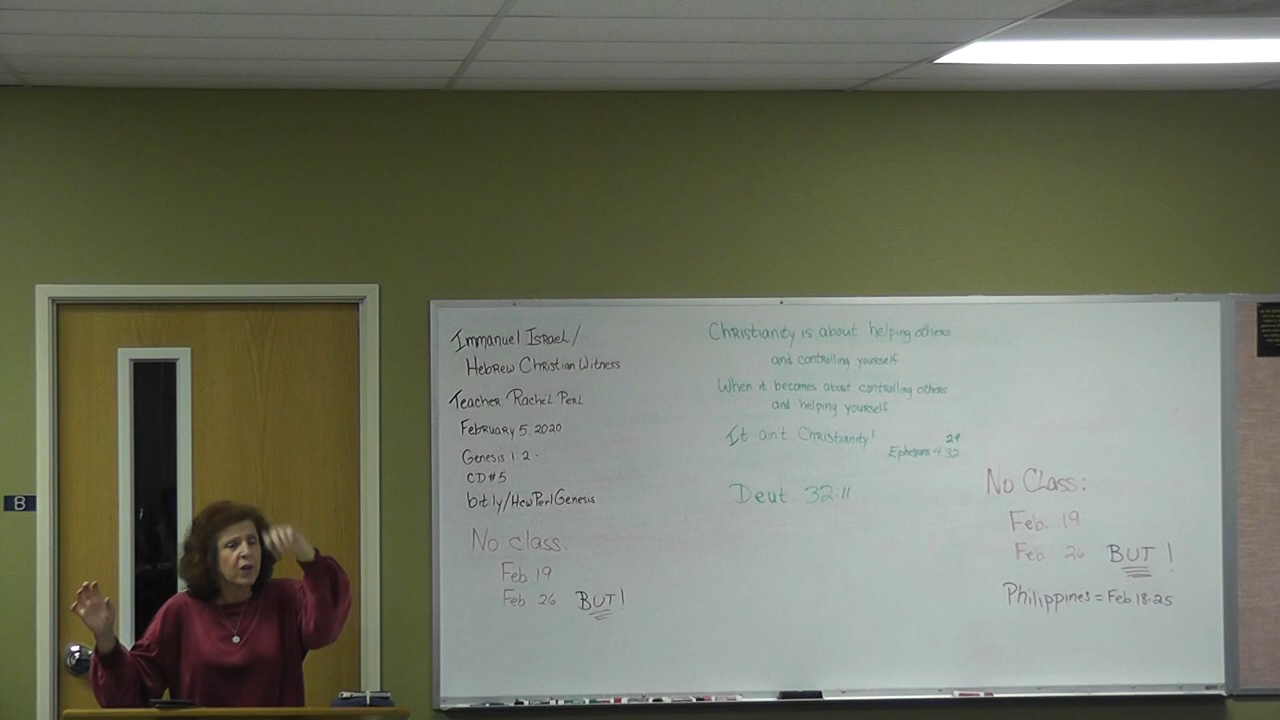 B
Immanuel Israel/
Hebrew Christian Witness
Teacher Rachel Perl
February 5, 2020
Genesis 1:2-
CD#5
bit.ly/HcwPerlGenesis
No class
Feb 19
Feb 26 BUT!
Christianity is about helping others
and controlling yourself
When it becomes about controlling others
and helping yourself
It ain't Christianity!
29
Ephesians 4 32
Deut 32:11
No Class:
Feb. 19
Feb 26 BUT!
Philippines = Feb 18-25